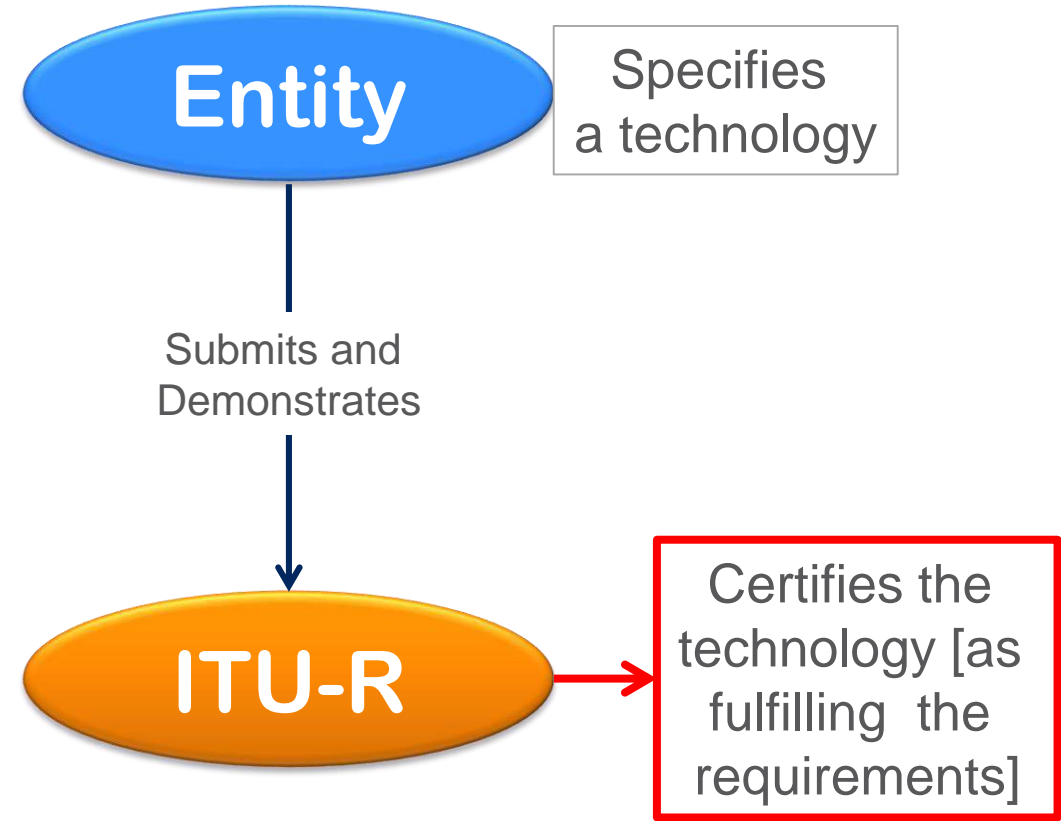 Entity
Specifies
a technology
Submits and
Demonstrates
ITU-R
Certifies the
technology [as
fulfilling the
requirements]